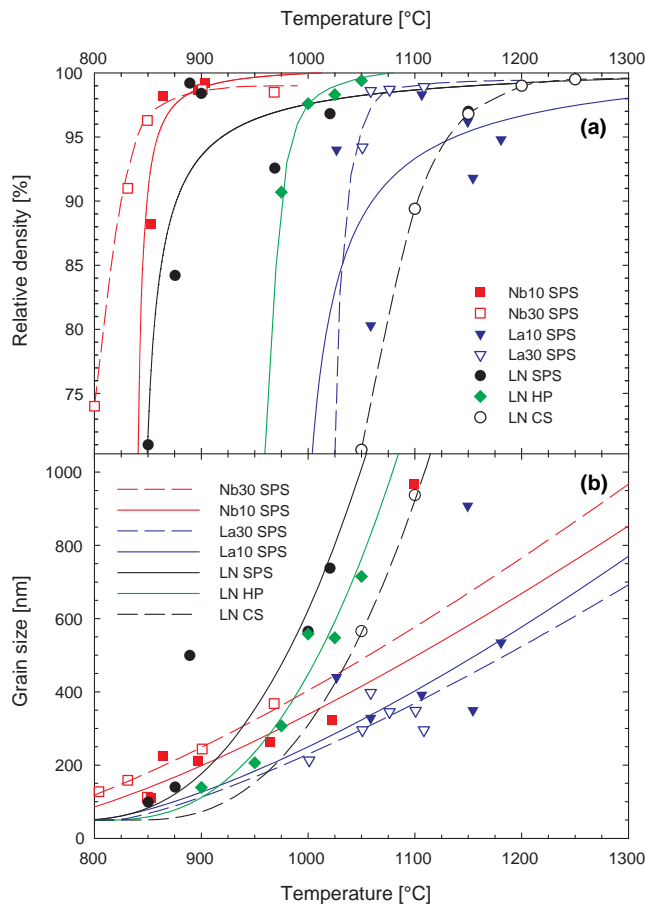 Temperature [°C]
800 900 1000 1100 1200 1300
100
95
90
85
80
75
Relative density [%]
(a)
Nb10 SPS
Nb30 SPS
La10 SPS
La30 SPS
LN SPS
LN HP
LN CS
1000
800
600
400
200
0
Grain size [nm]
(b)
Nb30 SPS
Nb10 SPS
La30 SPS
La10 SPS
LN SPS
LN HP
LN CS
800 900 1000 1100 1200 1300
Temperature [°C]